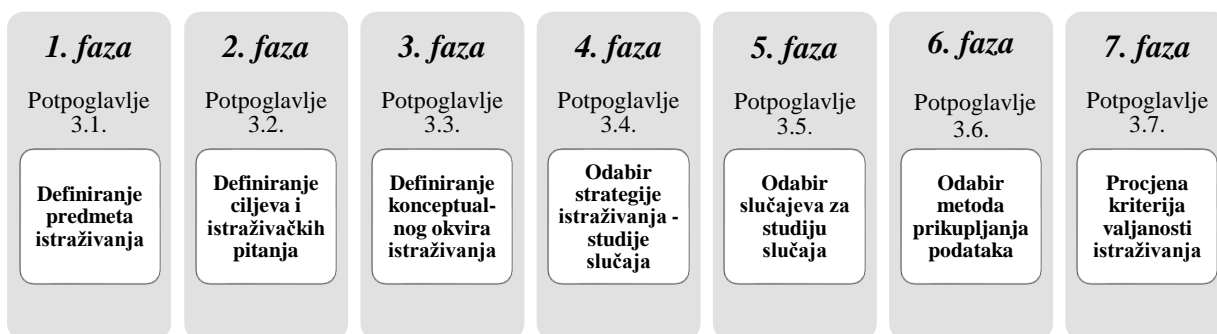 1. faza
Potpoglavlje
3.1.
Definiranje
predmeta
istraživanja
2. faza
Potpoglavlje
3.2.
Definiranje
ciljeva i
istraživačkih
pitanja
3. faza
Potpoglavlje
3.3.
Definiranje
konceptual-
nog okvira
istraživanja
4. faza
Potpoglavlje
3.4.
Odabir
strategije
istraživanja -
studije
slučaja
5. faza
Potpoglavlje
3.5.
Odabir
slučajeva za
studiju
slučaja
6. faza
Potpoglavlje
3.6.
Odabir
metoda
prikupljanja
podataka
7. faza
Potpoglavlje
3.7.
Procjena
kriterija
valjanosti
istraživanja